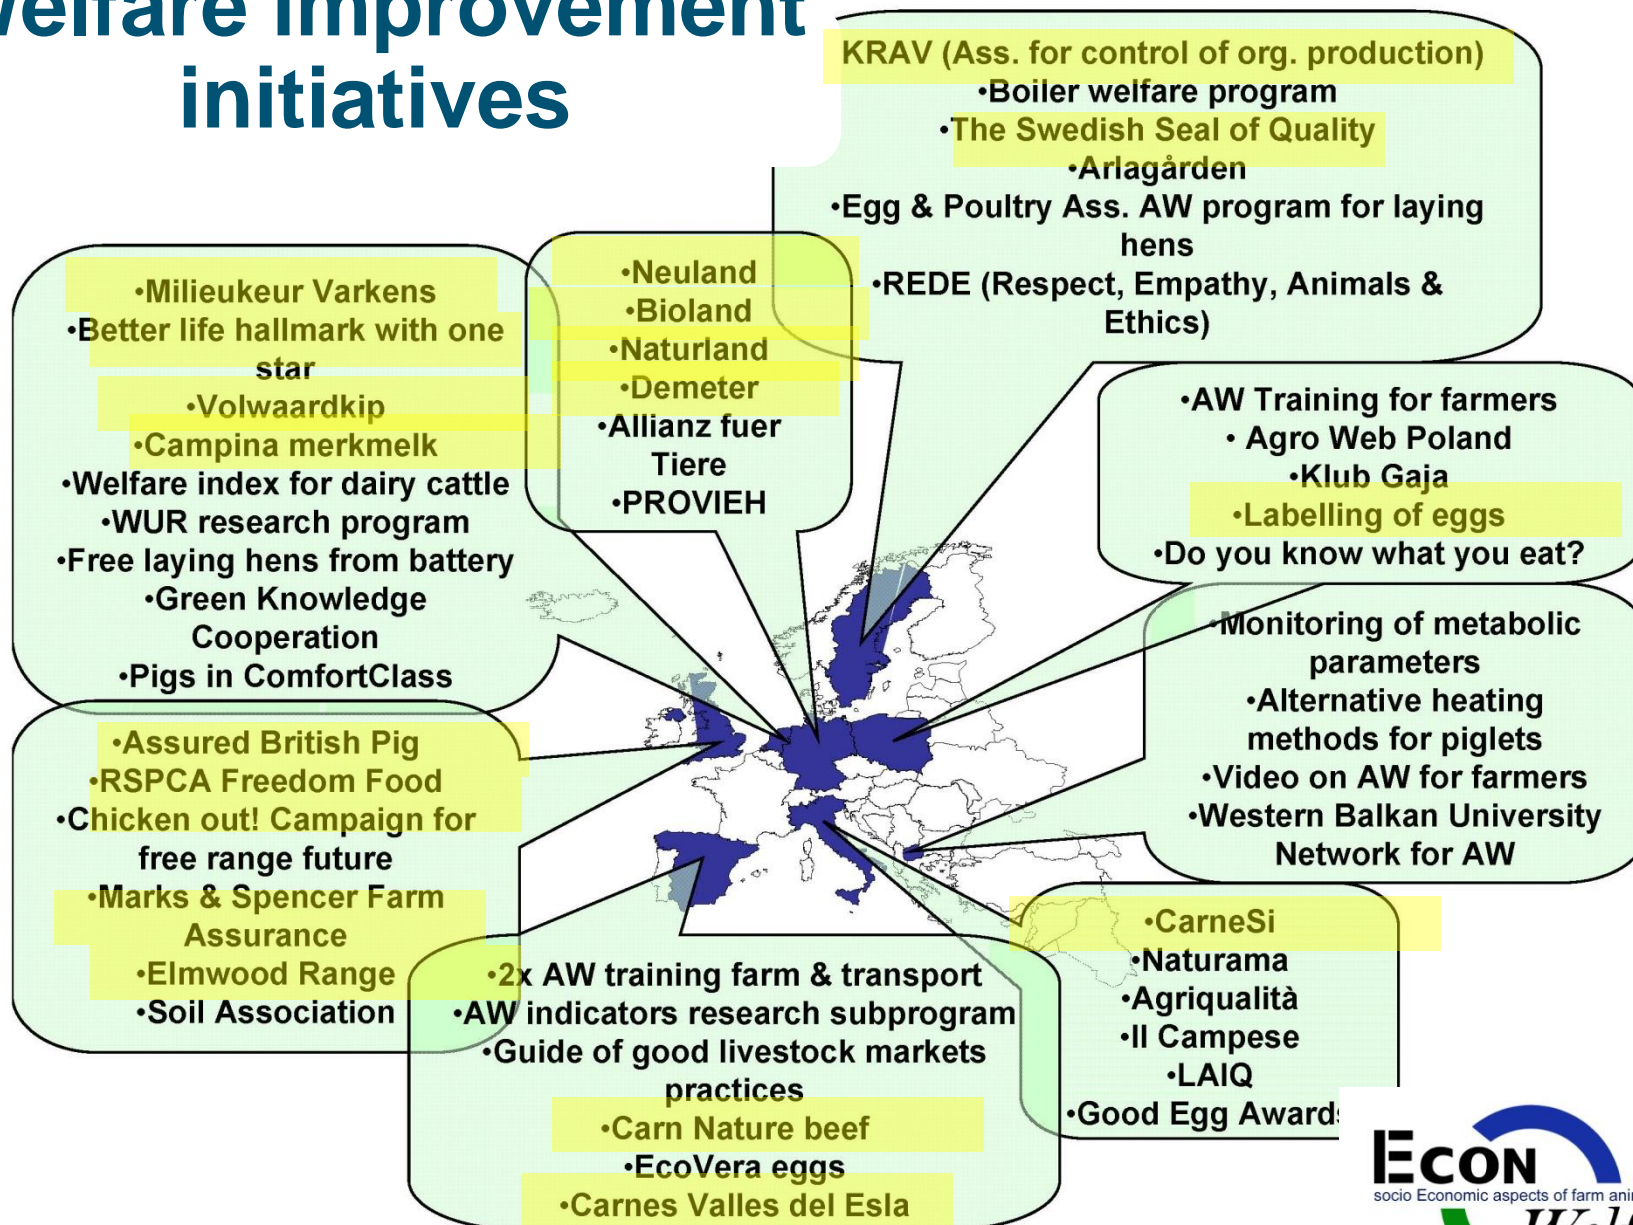 Welfare improvement
initiatives
KRAV (Ass. for control of org. production)
•Boiler welfare program
•The Swedish Seal of Quality
•Arlagården
•Egg & Poultry Ass. AW program for laying
hens
•REDE (Respect, Empathy, Animals &
Ethics)
•Milieukeur Varkens
•Better life hallmark with one
star
•Volwaardkip
•Campina merkmelk
•Welfare index for dairy cattle
•WUR research program
•Free laying hens from battery
•Green Knowledge
Cooperation
•Pigs in ComfortClass
•Neuland
•Bioland
•Naturland
•Demeter
•Allianz fuer
Tiere
•PROVIEH
•AW Training for farmers
• Agro Web Poland
•Klub Gaja
•Labelling of eggs
•Do you know what you eat?
•Monitoring of metabolic
parameters
•Alternative heating
methods for piglets
•Video on AW for farmers
•Western Balkan University
Network for AW
•Assured British Pig
•RSPCA Freedom Food
•Chicken out! Campaign for
free range future
•Marks & Spencer Farm
Assurance
•Elmwood Range
•Soil Association
•2x AW training farm & transport
•AW indicators research subprogram
•Guide of good livestock markets
practices
•Carn Nature beef
•EcoVera eggs
•Carnes Valles del Esla
•CarneSi
•Naturama
•Agriqualità
•Il Campese
•LAIQ
•Good Egg Awards
ECON
socio Economic aspects of farm ani
Wel